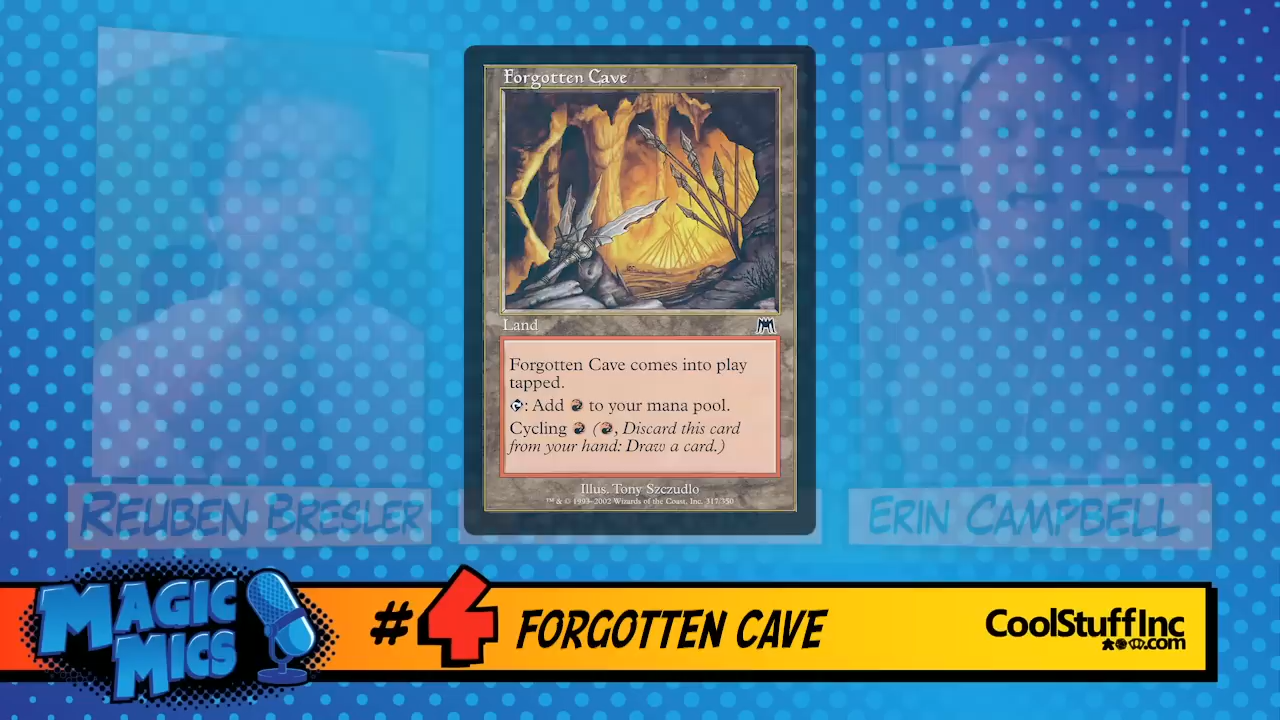 Forgotten Cave
Land
Forgotten Cave comes into play
tapped.
: Add to your mana pool.
Cycling (, Discard this card
from your hand: Draw a card.)
Illus. Tony Szczudlo
™ & © 1993–2002 Wizards of the Coast, Inc. 317/350
REUBEN BRESLER
ERIN CAMPBELL
MAGIC
MICS
#4 FORGOTTEN CAVE
CoolStuffInc
.com